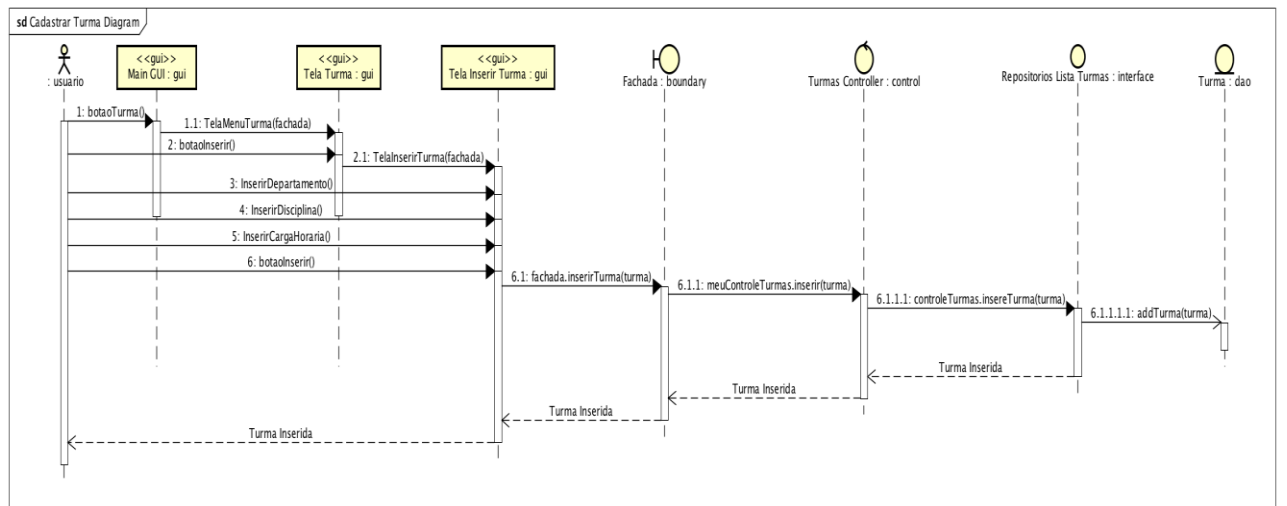 sd Cadastrar Turma Diagram
: usuario
<<gui>>
Main GUI : gui
<<gui>>
Tela Turma : gui
<<gui>>
Tela Inserir Turma : gui
Fachada : boundary
Turmas Controller : control
Repositorios Lista Turmas : interface
Turma : dao
1: botaoTurma()
1.1: TelaMenuTurma(fachada)
2: botaoInserir()
2.1: TelaInserirTurma(fachada)
3: InserirDepartamento()
4: InserirDisciplina()
5: InserirCargaHoraria()
6: botaoInserir()
6.1: fachada.inserirTurma(turma)
6.1.1: meuControleTurmas.inserir(turma)
6.1.1.1: controleTurmas.insereTurma(turma)
6.1.1.1.1: addTurma(turma)
Turma Inserida
Turma Inserida
Turma Inserida
Turma Inserida